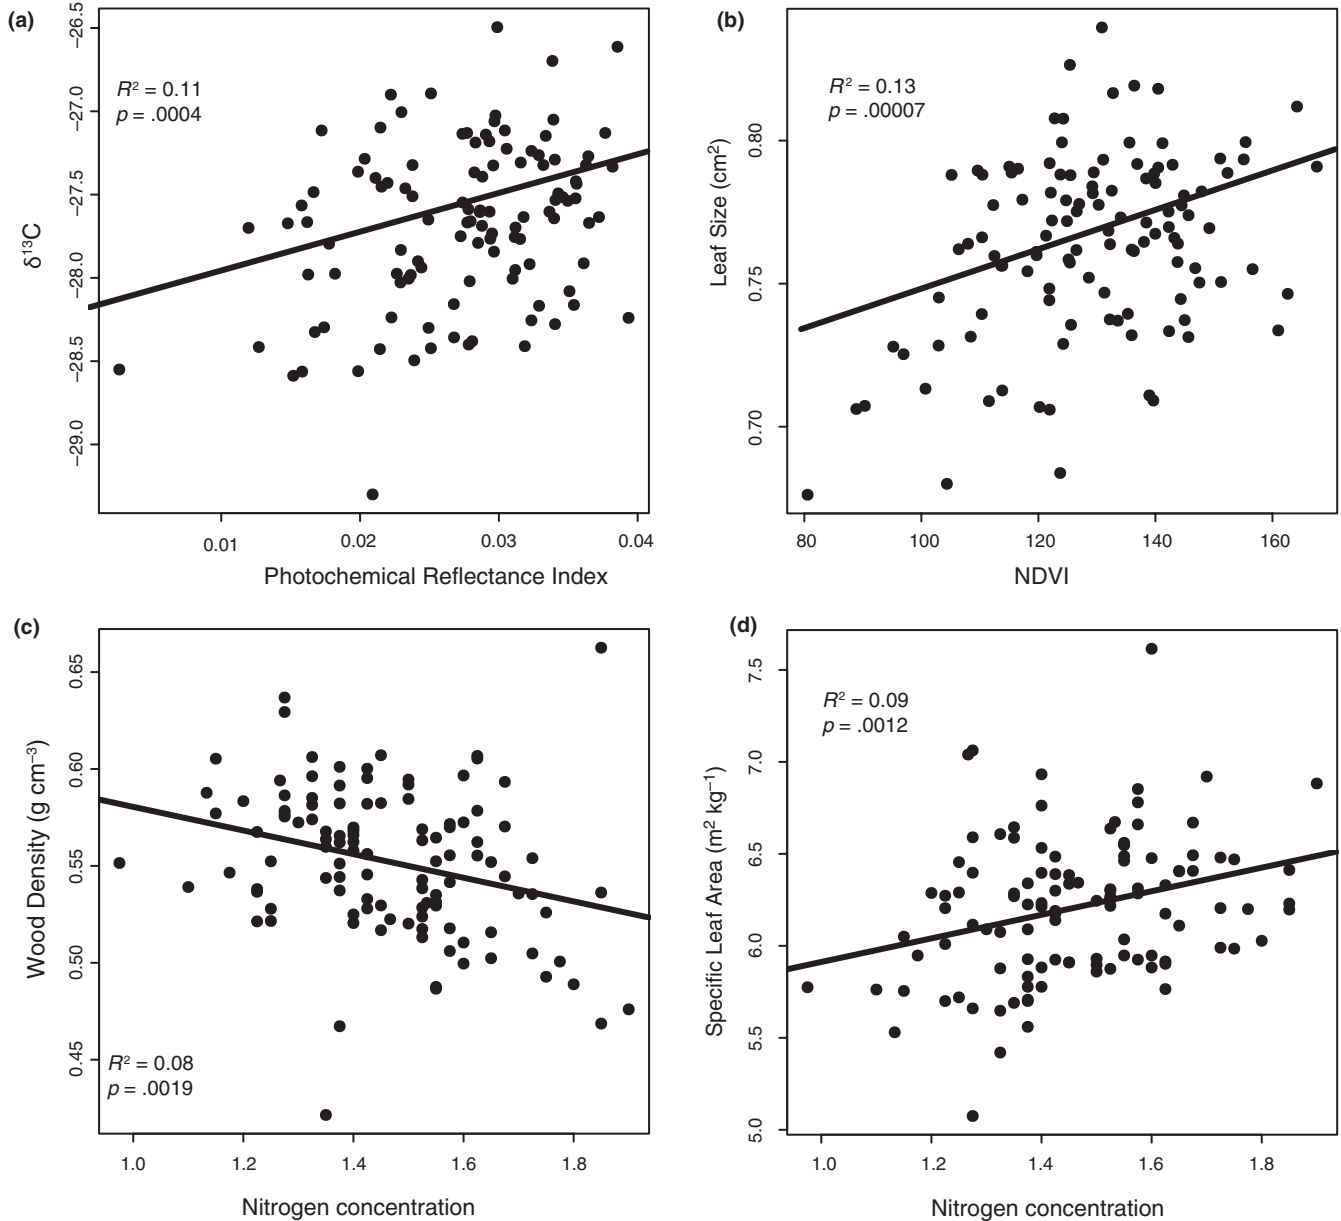 (a)
R² = 0.11
p = .0004
δ¹³C
−26.5
−27.0
−27.5
−28.0
−28.5
−29.0
0.01 0.02 0.03 0.04
Photochemical Reflectance Index
(b)
R² = 0.13
p = .00007
Leaf Size (cm²)
0.80
0.75
0.70
80 100 120 140 160
NDVI
(c)
Wood Density (g cm⁻³)
0.65
0.60
0.55
0.50
0.45
R² = 0.08
p = .0019
1.0 1.2 1.4 1.6 1.8
Nitrogen concentration
(d)
R² = 0.09
p = .0012
Specific Leaf Area (m² kg⁻¹)
7.5
7.0
6.5
6.0
5.5
5.0
1.0 1.2 1.4 1.6 1.8
Nitrogen concentration